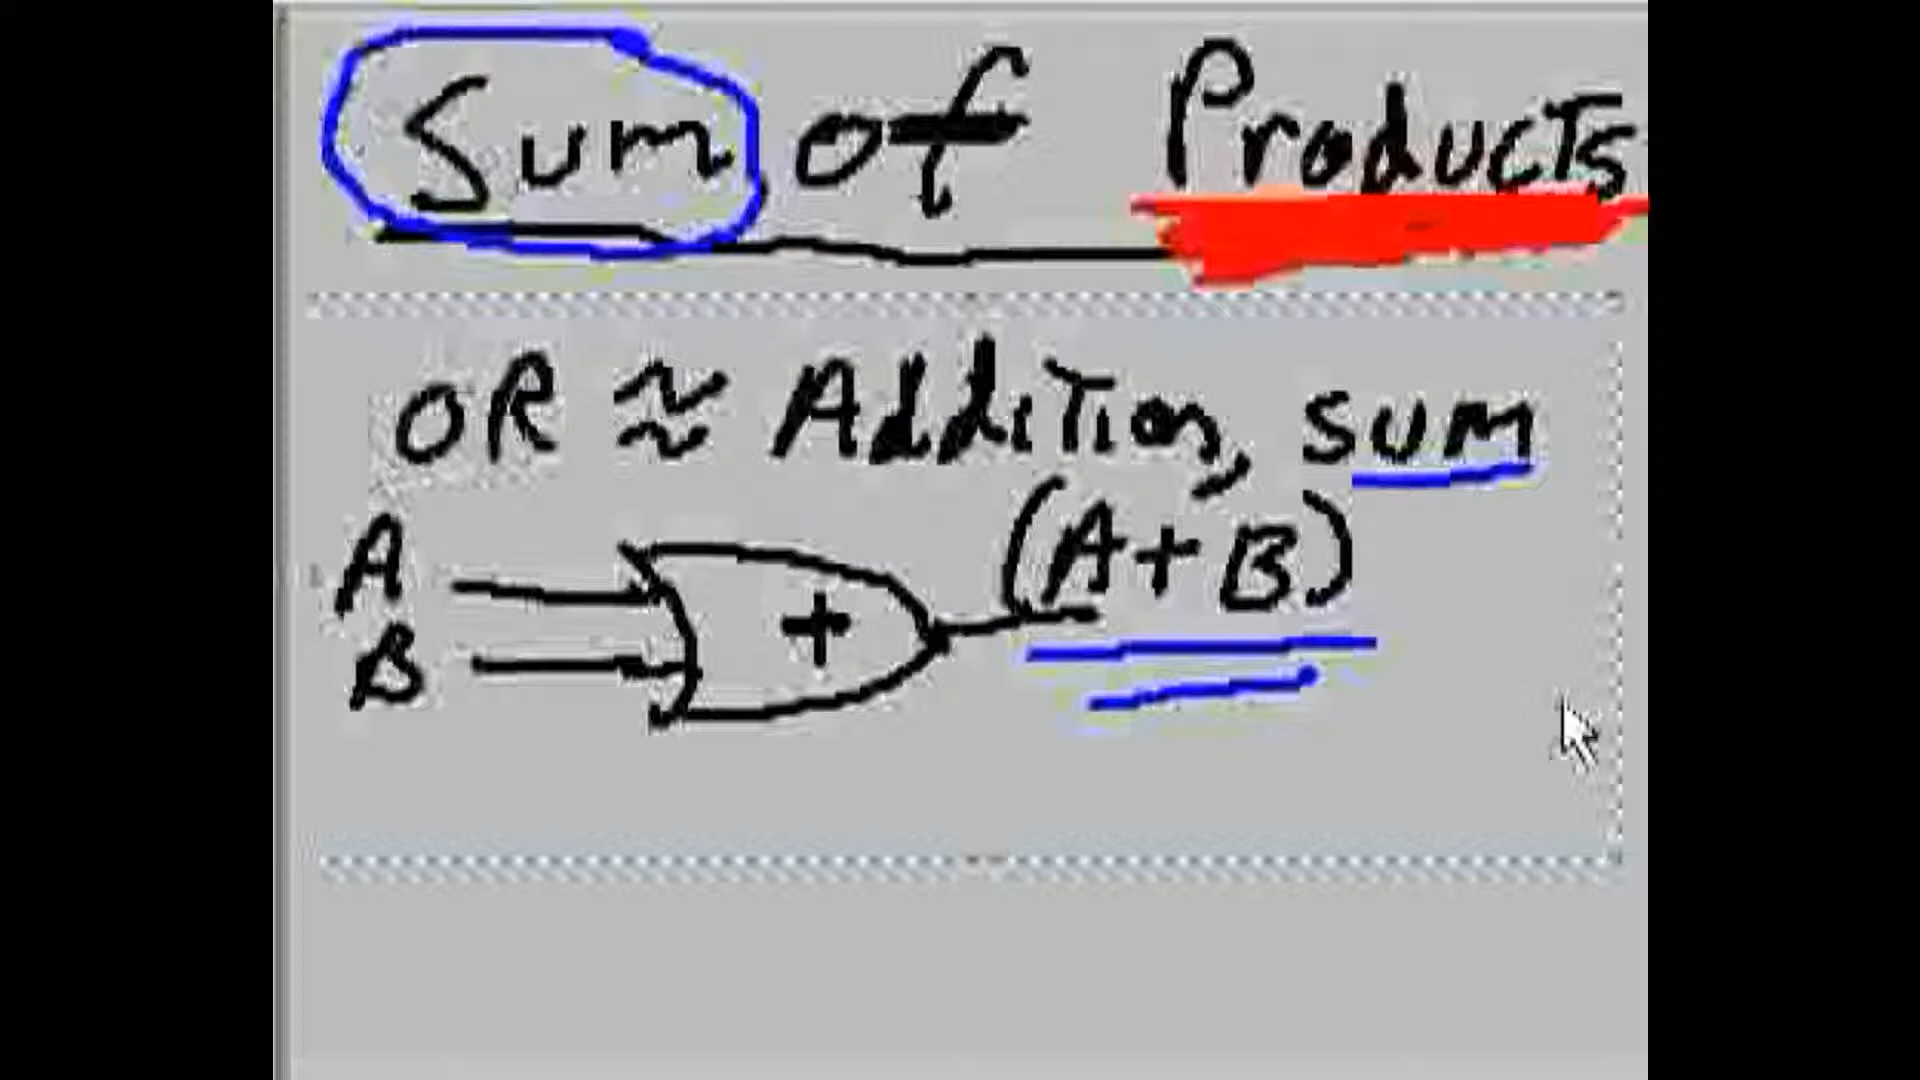 Sum of Products
OR ≈ Addition, sum
A
B
+
(A+B)